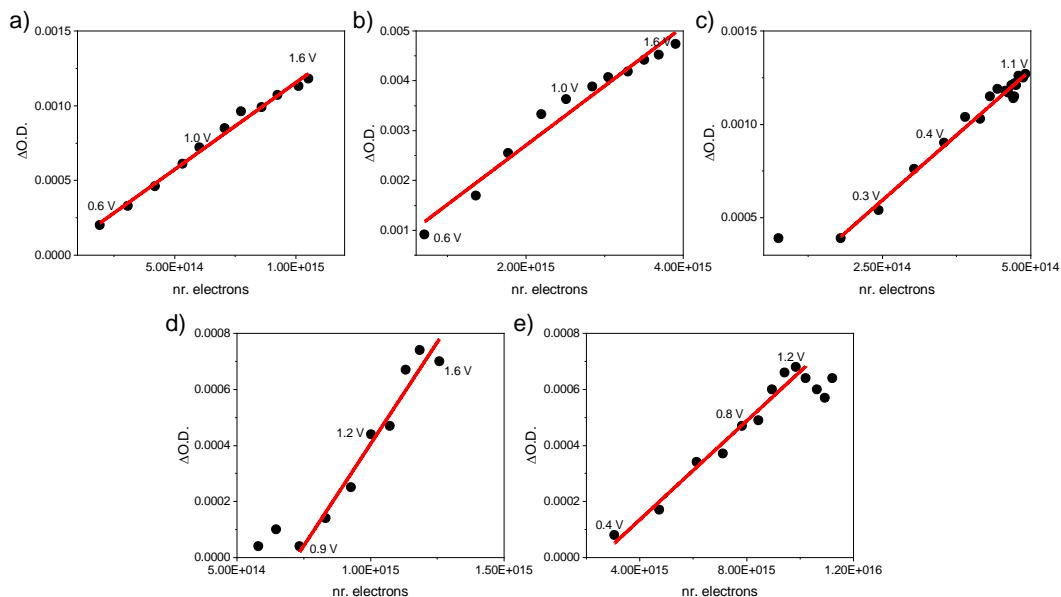 a)
0.0015
0.0010
0.0005
0.0000
ΔO.D.
0.6 V
1.0 V
1.6 V
5.00E+014
1.00E+015
nr. electrons
b)
0.005
0.004
0.003
0.002
0.001
ΔO.D.
0.6 V
1.0 V
1.6 V
2.00E+015
4.00E+015
nr. electrons
c)
0.0015
0.0010
0.0005
ΔO.D.
0.3 V
0.4 V
1.1 V
2.50E+014
5.00E+014
nr. electrons
d)
0.0008
0.0006
0.0004
0.0002
0.0000
ΔO.D.
0.9 V
1.2 V
1.6 V
5.00E+014
1.00E+015
1.50E+015
nr. electrons
e)
0.0008
0.0006
0.0004
0.0002
0.0000
ΔO.D.
0.4 V
0.8 V
1.2 V
4.00E+015
8.00E+015
1.20E+016
nr. electrons